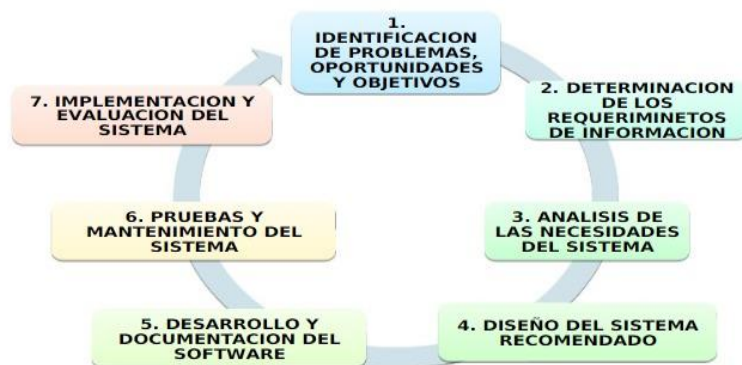 1.
IDENTIFICACION
DE PROBLEMAS,
OPORTUNIDADES
Y OBJETIVOS
2. DETERMINACION
DE LOS
REQUERIMINETOS
DE INFORMACION
3. ANALISIS DE
LAS NECESIDADES
DEL SISTEMA
4. DISEÑO DEL SISTEMA
RECOMENDADO
5. DESARROLLO Y
DOCUMENTACION DEL
SOFTWARE
6. PRUEBAS Y
MANTENIMIENTO DEL
SISTEMA
7. IMPLEMENTACION Y
EVALUACION DEL
SISTEMA